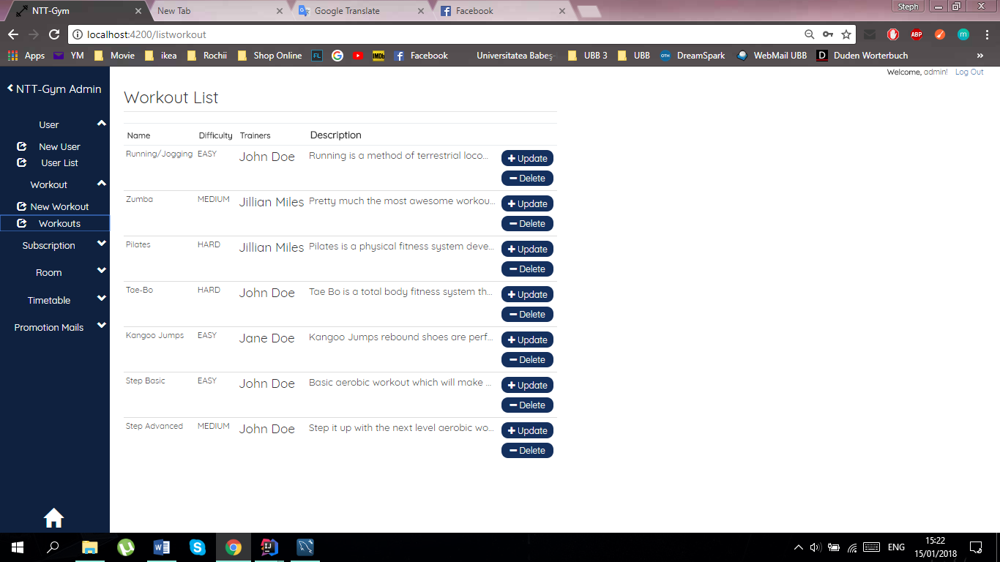 NTT-Gym
New Tab
Google Translate
Facebook
Steph
localhost:4200/listworkout
ABP
m
Apps YM Movie ikea Rochii Shop Online FL IMDb Facebook Universitatea Babeș- UBB 3 UBB OTH DreamSpark WebMail UBB D Duden Worterbuch »
Welcome, admin! Log Out
NTT-Gym Admin
User
New User
User List
Workout
New Workout
Workouts
Subscription
Room
Timetable
Promotion Mails
Workout List
Name Difficulty Trainers Description
Running/Jogging EASY John Doe Running is a method of terrestrial loco... Update
Delete
Zumba MEDIUM Jillian Miles Pretty much the most awesome workou... Update
Delete
Pilates HARD Jillian Miles Pilates is a physical fitness system deve... Update
Delete
Tae-Bo HARD John Doe Tae Bo is a total body fitness system th... Update
Delete
Kangoo Jumps EASY Jane Doe Kangoo Jumps rebound shoes are perf... Update
Delete
Step Basic EASY John Doe Basic aerobic workout which will make ... Update
Delete
Step Advanced MEDIUM John Doe Step it up with the next level aerobic wo... Update
Delete
ENG
15:22
15/01/2018